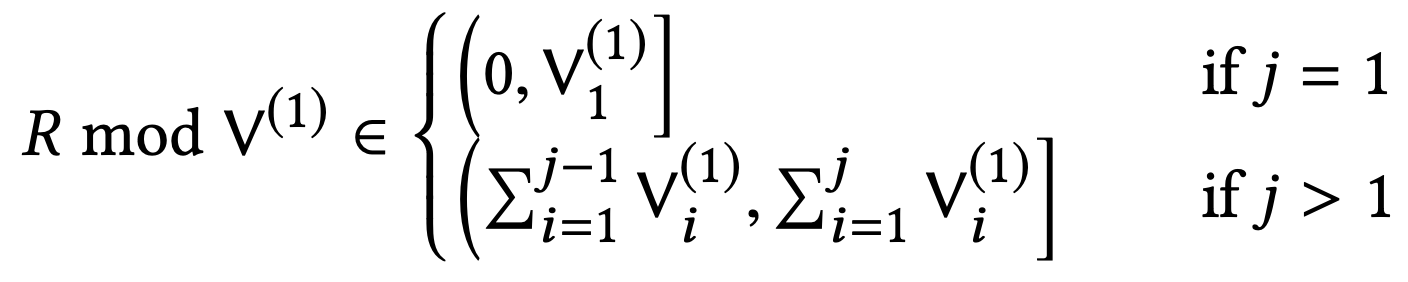 R mod V^{(1)} ∈ { (0, V_1^{(1)}] if j = 1
(∑_{i=1}^{j−1} V_i^{(1)}, ∑_{i=1}^{j} V_i^{(1)}] if j > 1